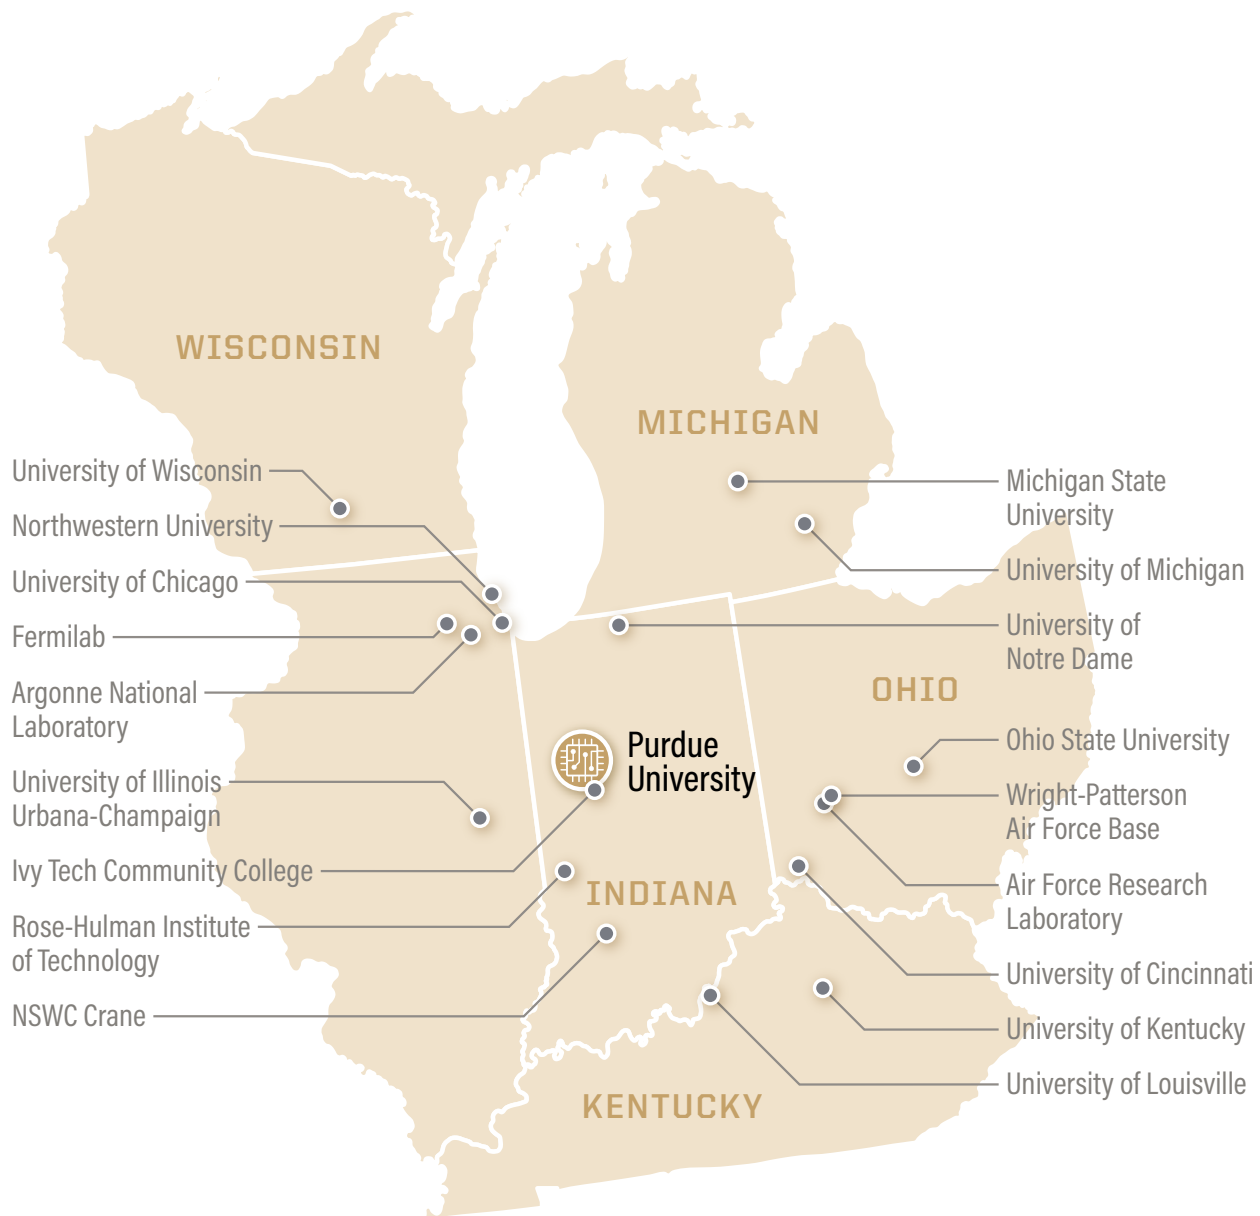 WISCONSIN
MICHIGAN
University of Wisconsin
Northwestern University
University of Chicago
Fermilab
Argonne National
Laboratory
University of Illinois
Urbana-Champaign
Ivy Tech Community College
Rose-Hulman Institute
of Technology
NSWC Crane
Purdue
University
INDIANA
KENTUCKY
OHIO
Michigan State
University
University of Michigan
University of
Notre Dame
Ohio State University
Wright-Patterson
Air Force Base
Air Force Research
Laboratory
University of Cincinnati
University of Kentucky
University of Louisville